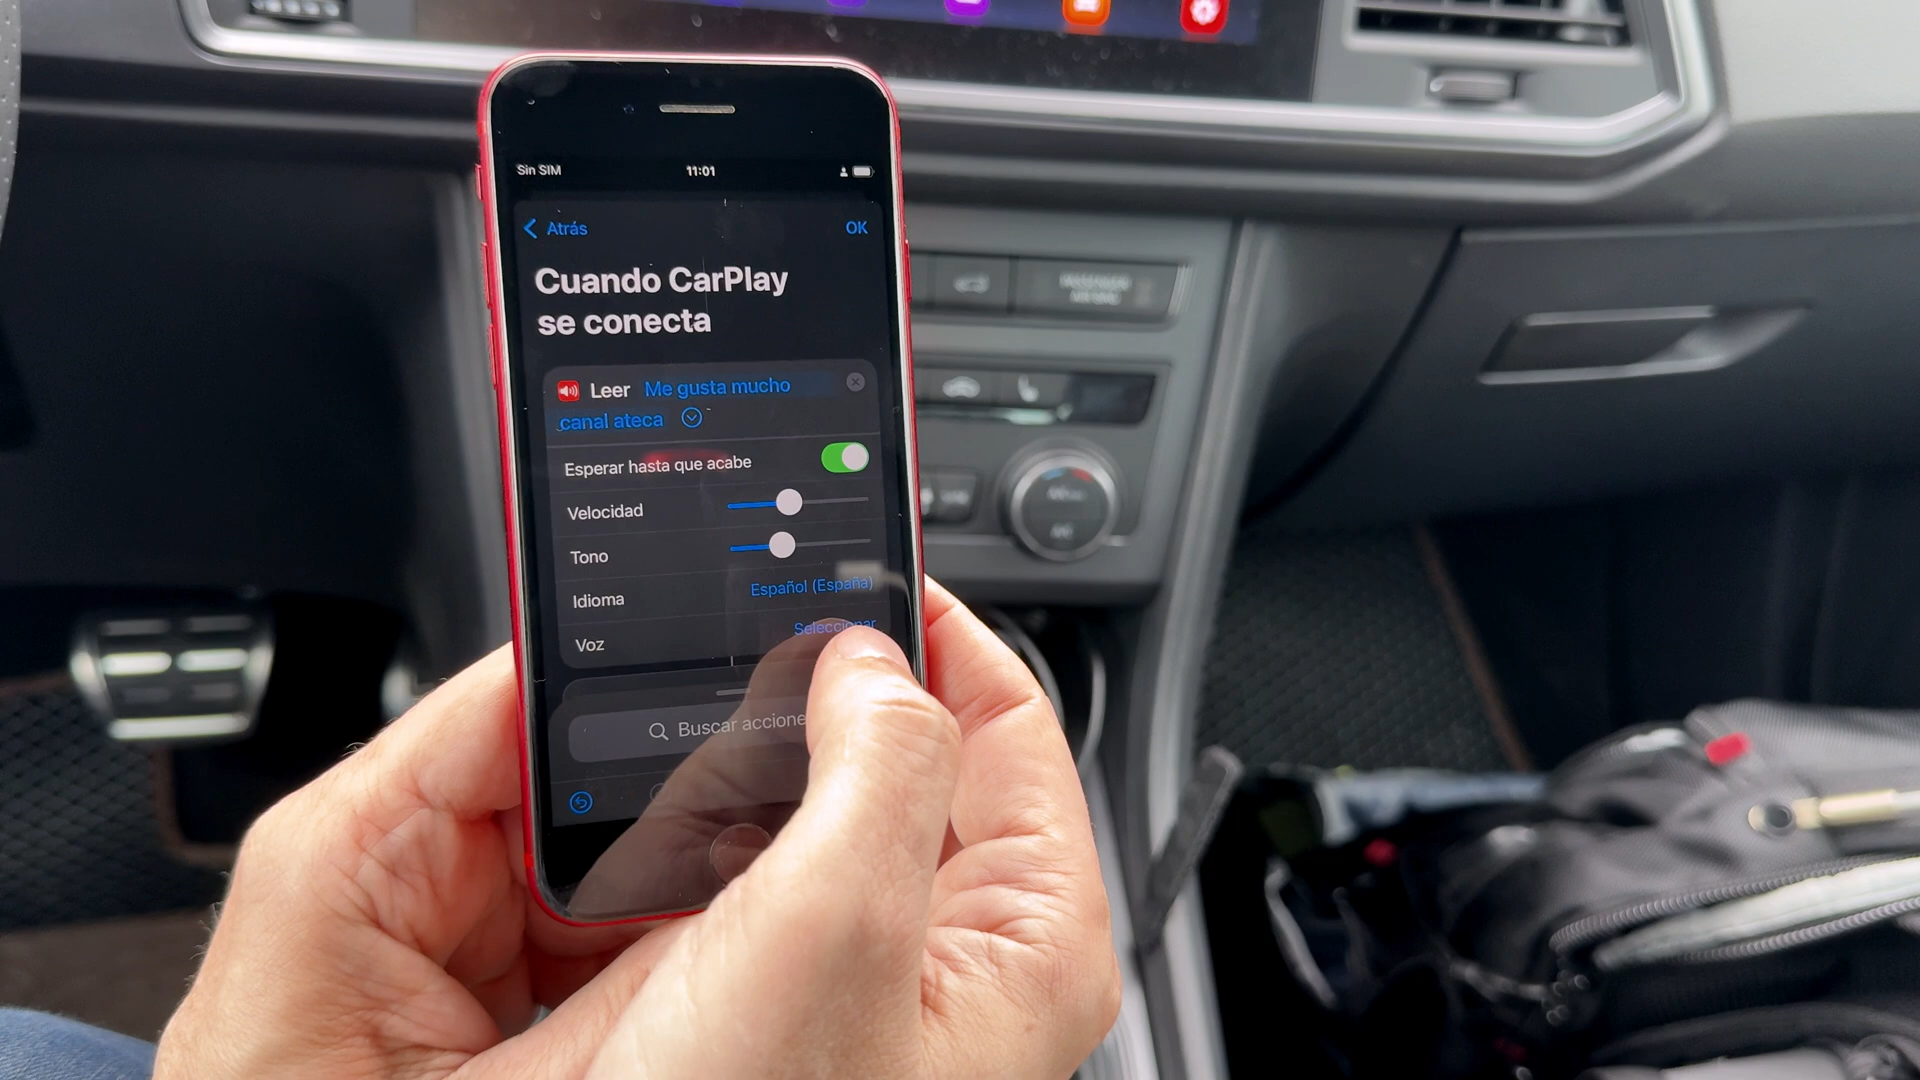 Sin SIM
11:01
Atrás
OK
Cuando CarPlay
se conecta
Leer Me gusta mucho
canal ateca
Esperar hasta que acabe
Velocidad
Tono
Idioma
Español (España)
Voz
Seleccionar
Buscar accione